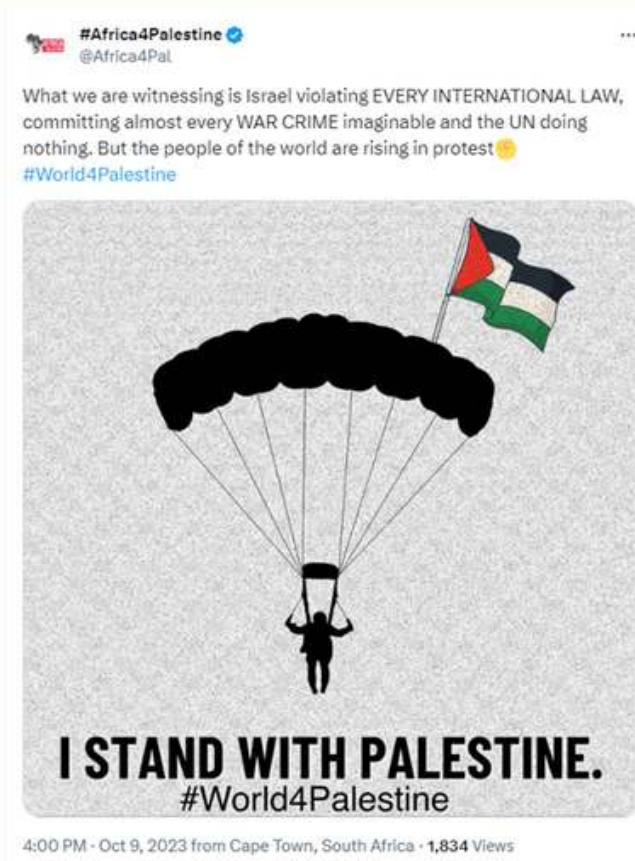 #Africa4Palestine
@Africa4Pal
What we are witnessing is Israel violating EVERY INTERNATIONAL LAW,
committing almost every WAR CRIME imaginable and the UN doing
nothing. But the people of the world are rising in protest
#World4Palestine
I STAND WITH PALESTINE.
#World4Palestine
4:00 PM · Oct 9, 2023 from Cape Town, South Africa · 1,834 Views